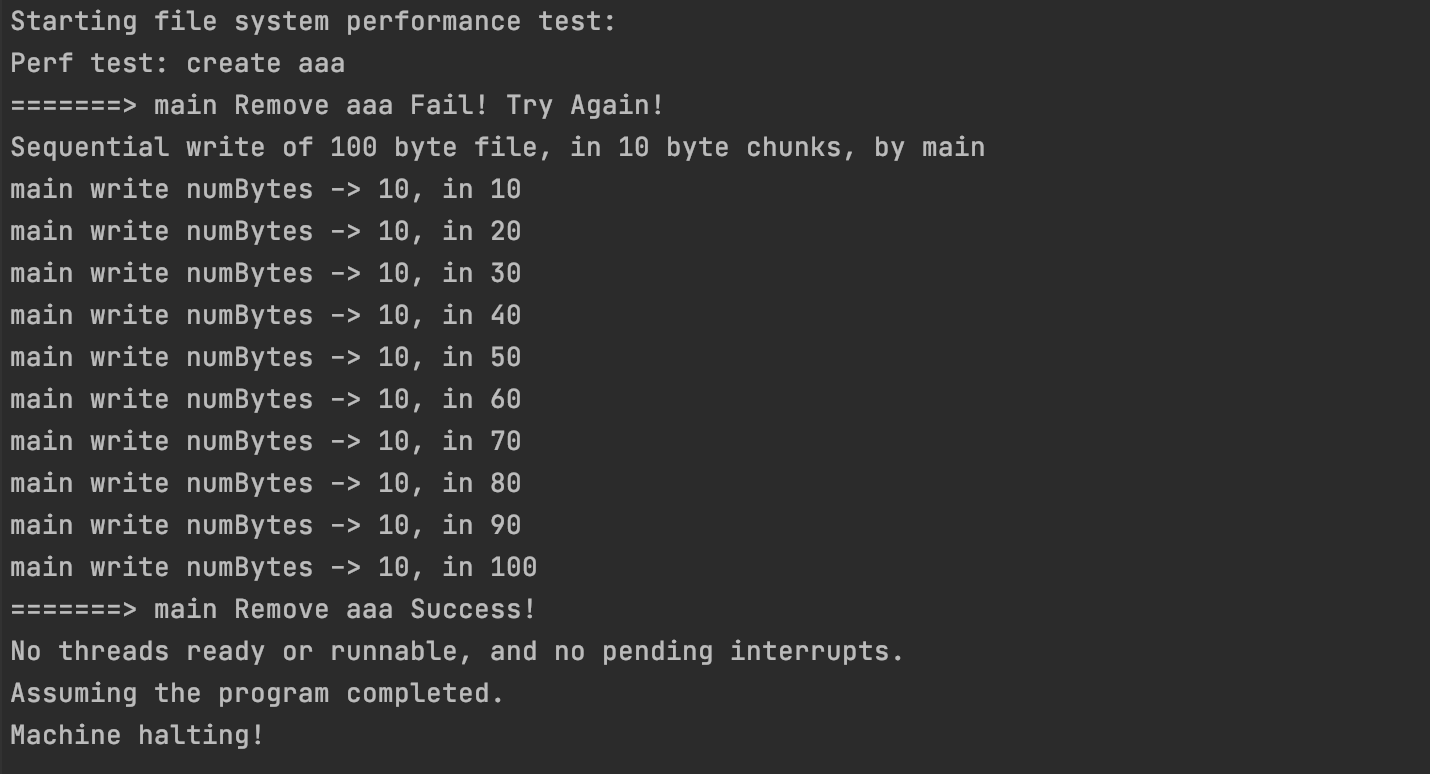 Starting file system performance test:
Perf test: create aaa
=======> main Remove aaa Fail! Try Again!
Sequential write of 100 byte file, in 10 byte chunks, by main
main write numBytes -> 10, in 10
main write numBytes -> 10, in 20
main write numBytes -> 10, in 30
main write numBytes -> 10, in 40
main write numBytes -> 10, in 50
main write numBytes -> 10, in 60
main write numBytes -> 10, in 70
main write numBytes -> 10, in 80
main write numBytes -> 10, in 90
main write numBytes -> 10, in 100
=======> main Remove aaa Success!
No threads ready or runnable, and no pending interrupts.
Assuming the program completed.
Machine halting!